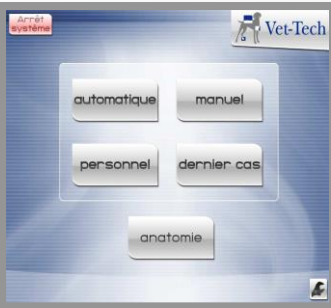 Arrêt
système
Vet-Tech
automatique
manuel
personnel
dernier cas
anatomie